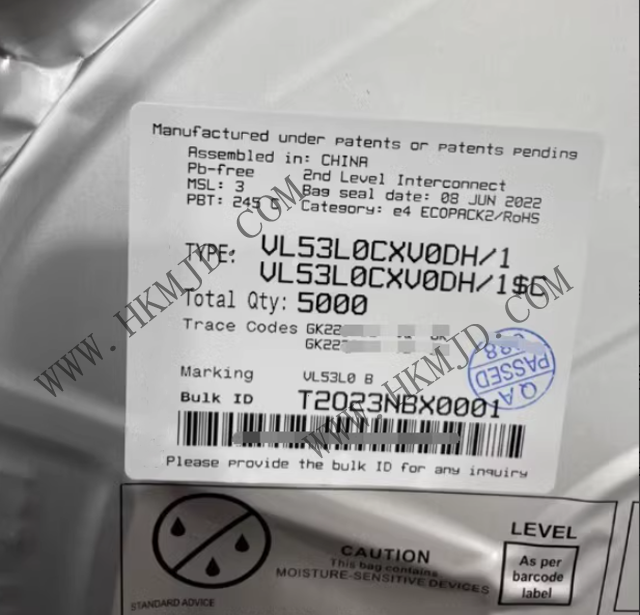 Manufactured under patents or patents pending
Assembled in: CHINA
Pb-free 2nd Level Interconnect
MSL: 3 Bag seal date: 08 JUN 2022
PBT: 245 C Category: e4 ECOPACK2/RoHS
TYPE: VL53L0CXV0DH/1
VL53L0CXV0DH/1$E
Total Qty: 5000
Trace Codes GK22
GK22
Marking VL53L0 B
Bulk ID T2023NBX0001
Please provide the bulk ID for any inquiry
QA
PASSED
WWW.HKMJD.COM
WWW.HKMJD.COM
LEVEL
CAUTION
This bag contains
MOISTURE-SENSITIVE DEVICES
As per
barcode
label
STANDARD ADVICE